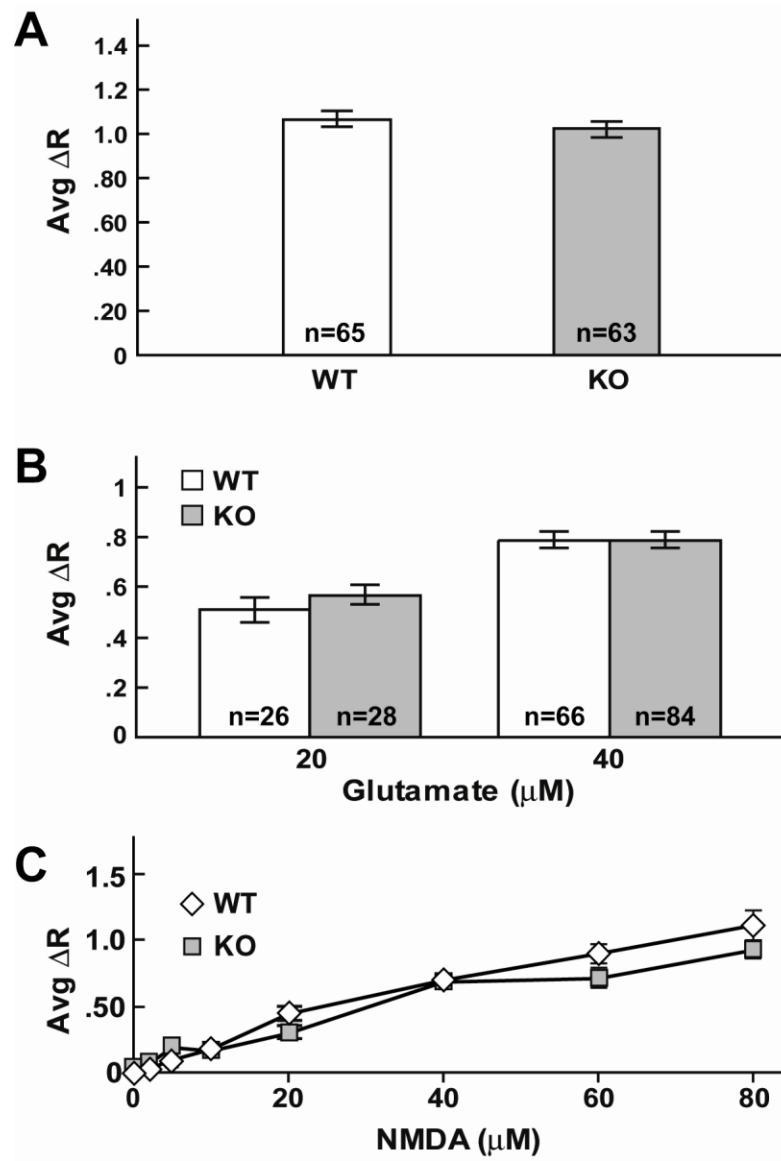 A
Avg ΔR
1.4
1.2
1.0
.80
.60
.40
.20
0
n=65
n=63
WT
KO
B
WT
KO
Avg ΔR
1
.8
.6
.4
.2
0
n=26
n=28
n=66
n=84
20
40
Glutamate (μM)
C
WT
KO
Avg ΔR
1.5
1.0
.50
0
0
20
40
60
80
NMDA (μM)